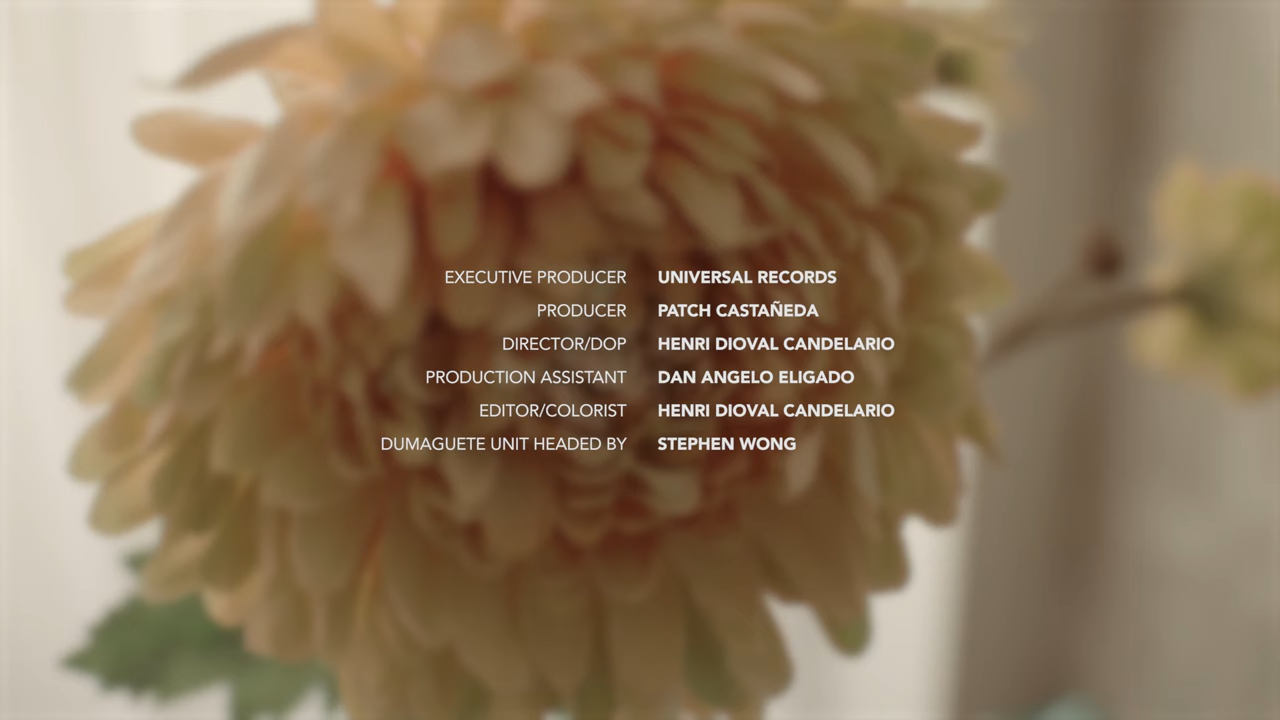 EXECUTIVE PRODUCER UNIVERSAL RECORDS
PRODUCER PATCH CASTAÑEDA
DIRECTOR/DOP HENRI DIOVAL CANDELARIO
PRODUCTION ASSISTANT DAN ANGELO ELIGADO
EDITOR/COLORIST HENRI DIOVAL CANDELARIO
DUMAGUETE UNIT HEADED BY STEPHEN WONG